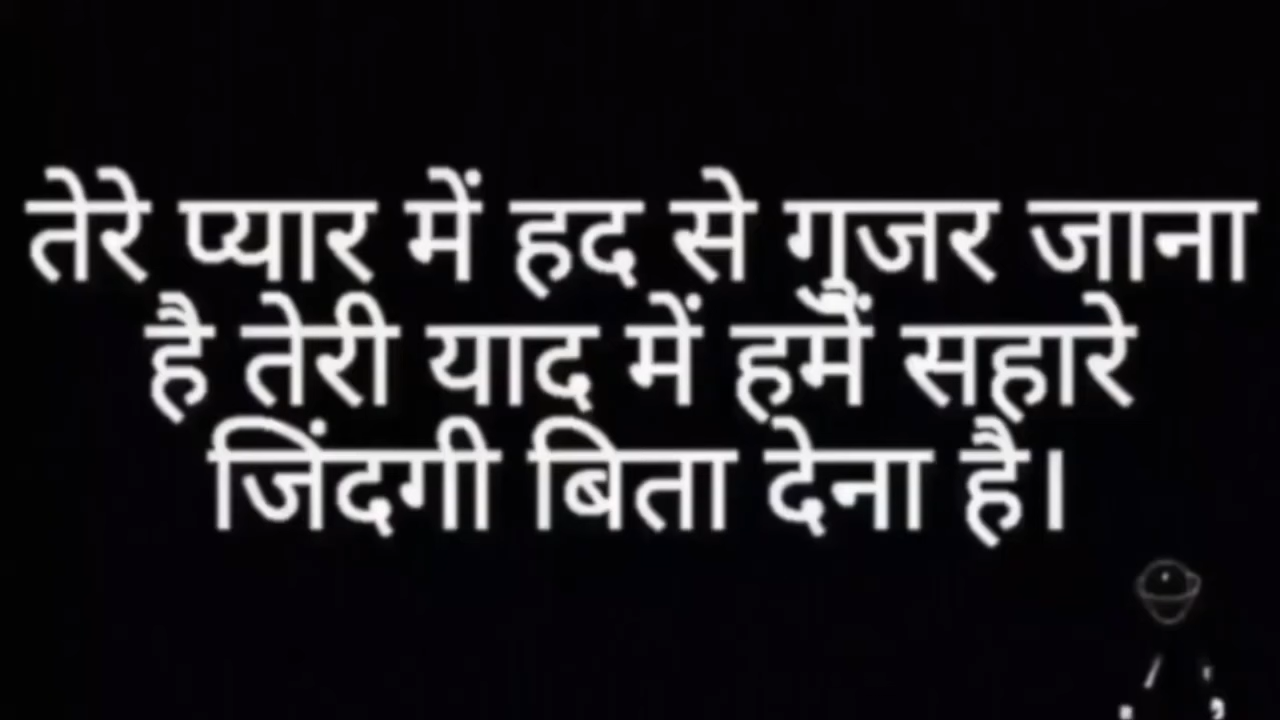 तेरे प्यार में हद से गुजर जाना
है तेरी याद में हमें सहारे
जिंदगी बिता देना है।